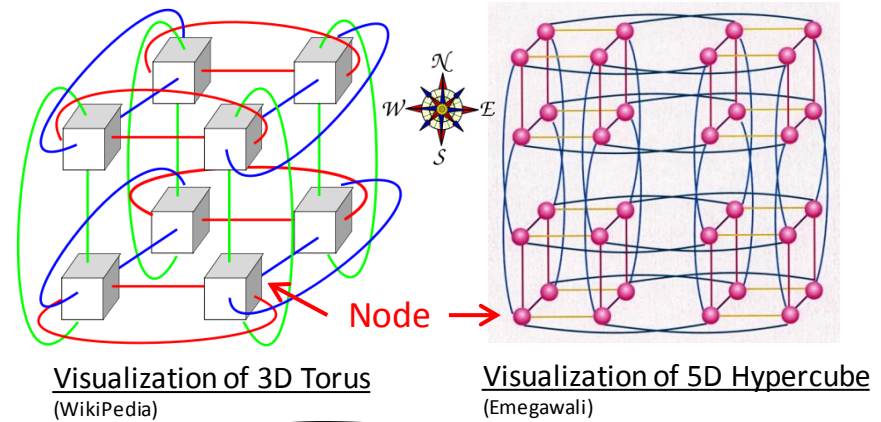 N
W E
S
Node
Visualization of 3D Torus Visualization of 5D Hypercube
(WikiPedia) (Emegawali)